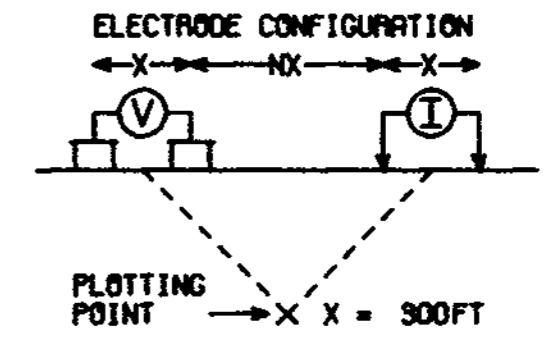 ELECTRODE CONFIGURATION
X NX X
V I
PLOTTING
POINT X = 300FT